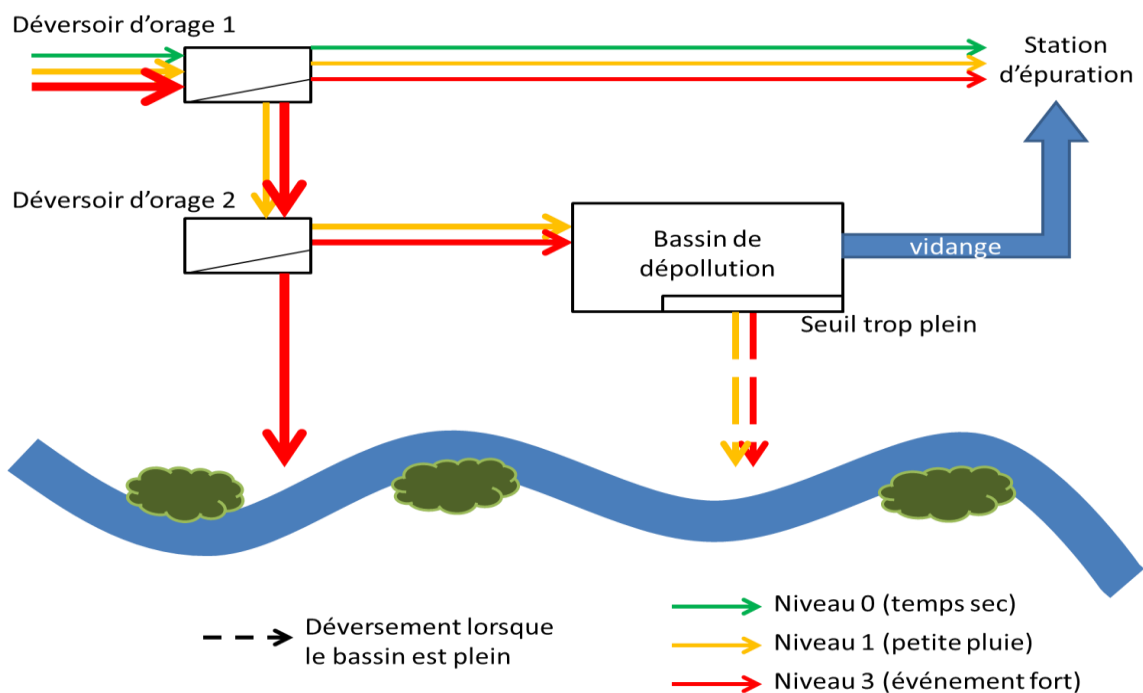 Déversoir d'orage 1
Station
d'épuration
Déversoir d'orage 2
Bassin de
dépollution
vidange
Seuil trop plein
Déversement lorsque
le bassin est plein
Niveau 0 (temps sec)
Niveau 1 (petite pluie)
Niveau 3 (événement fort)